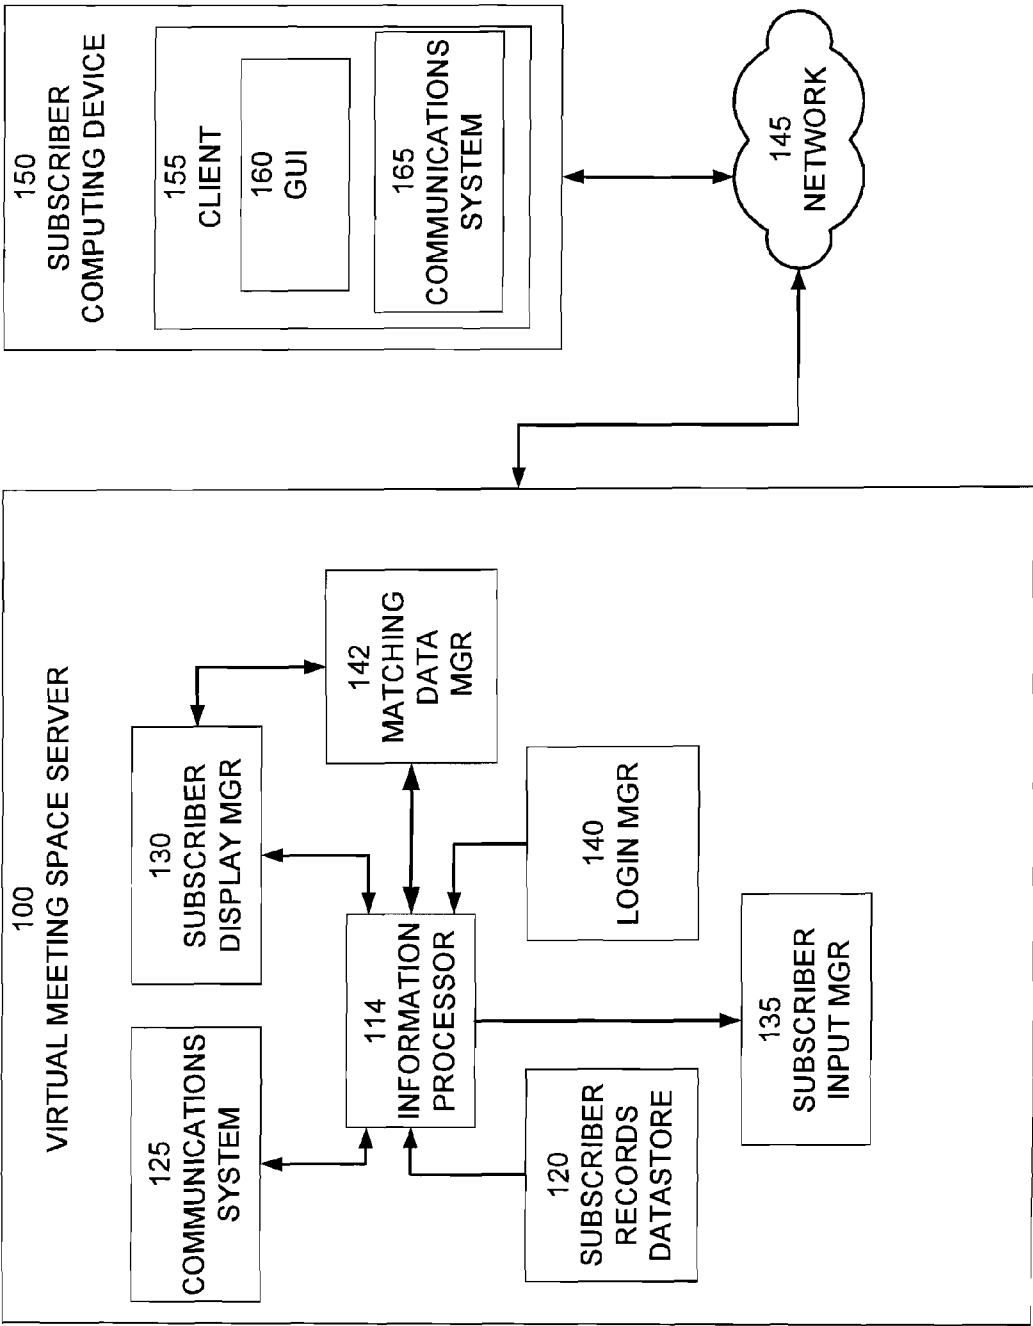 100
VIRTUAL MEETING SPACE SERVER
125
COMMUNICATIONS
SYSTEM
130
SUBSCRIBER
DISPLAY MGR
142
MATCHING
DATA
MGR
114
INFORMATION
PROCESSOR
120
SUBSCRIBER
RECORDS
DATASTORE
140
LOGIN MGR
135
SUBSCRIBER
INPUT MGR
150
SUBSCRIBER
COMPUTING DEVICE
155
CLIENT
160
GUI
165
COMMUNICATIONS
SYSTEM
145
NETWORK